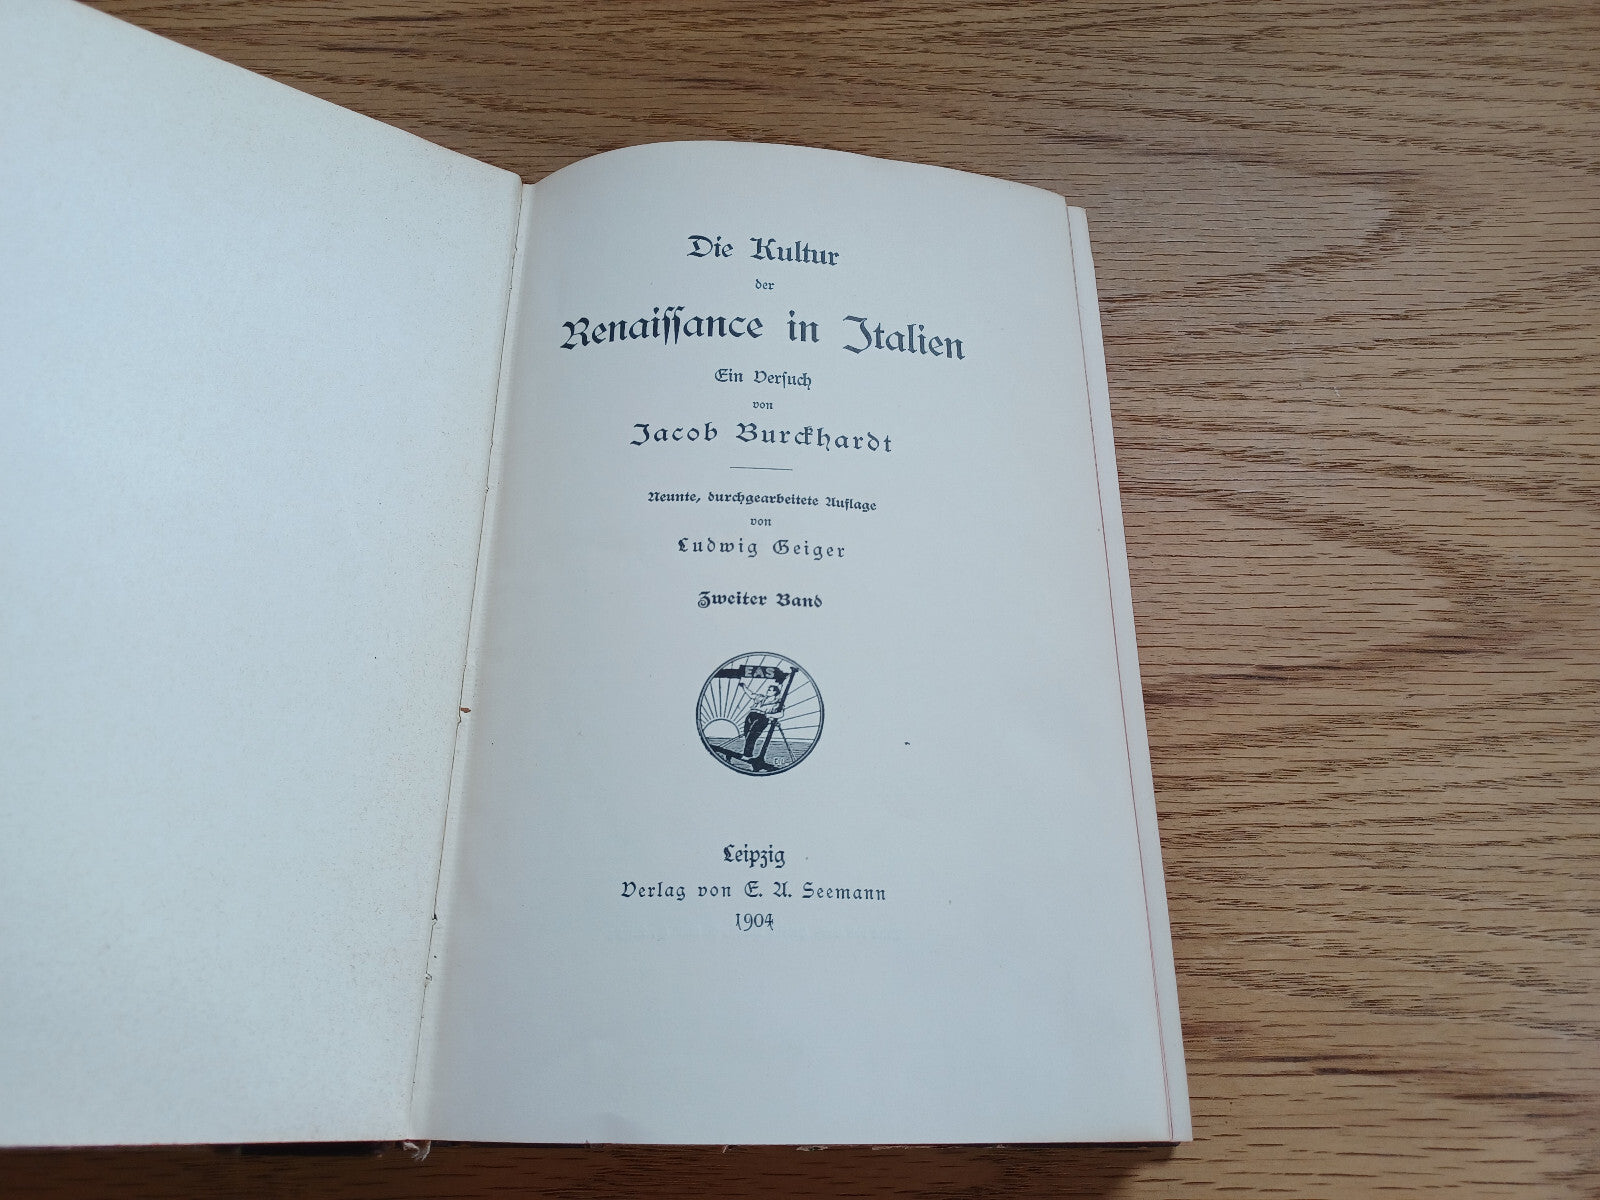 Die Kultur
der
Renaiſſance in Italien
Ein Verſuch
von
Jacob Burckhardt
Neunte, durchgearbeitete Auflage
von
Ludwig Geiger
Zweiter Band
EAS
Leipzig
Verlag von E. A. Seemann
1904